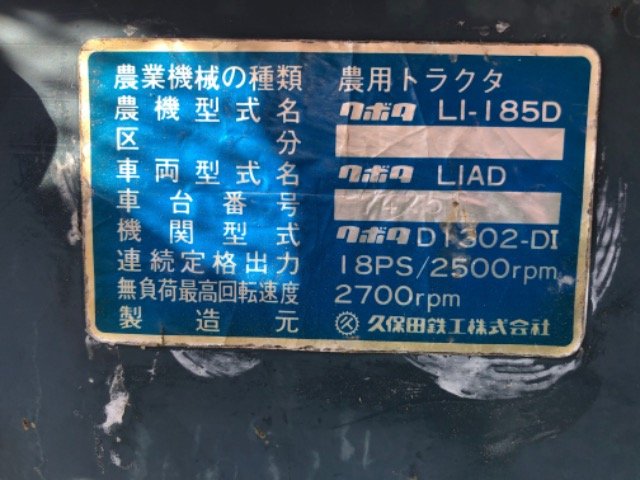 農業機械の種類 農用トラクタ
農機型式名 クボタ L1-185D
区分
車両型式名 クボタ L1AD
車台番号
機関型式 クボタ D1302-D1
連続定格出力 18PS/2500rpm
無負荷最高回転速度 2700rpm
製造元 久保田鉄工株式会社